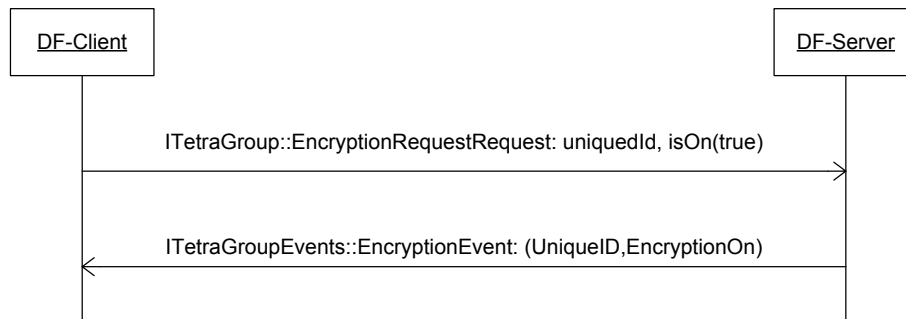 DF-Client
DF-Server
ITetraGroup::EncryptionRequestRequest: uniquedId, isOn(true)
ITetraGroupEvents::EncryptionEvent: (UniqueID,EncryptionOn)